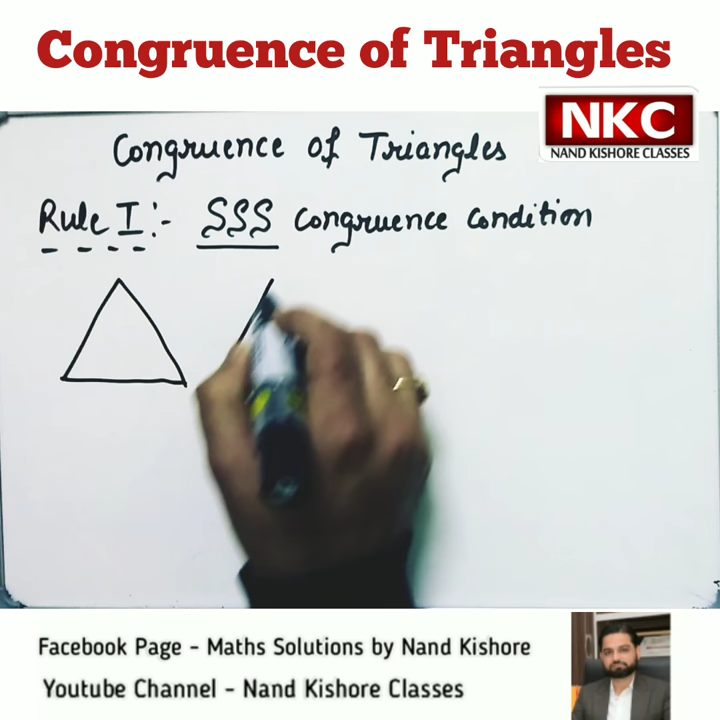 Congruence of Triangles
NKC
NAND KISHORE CLASSES
Congruence of Triangles
Rule I:- SSS congruence condition
Facebook Page - Maths Solutions by Nand Kishore
Youtube Channel - Nand Kishore Classes